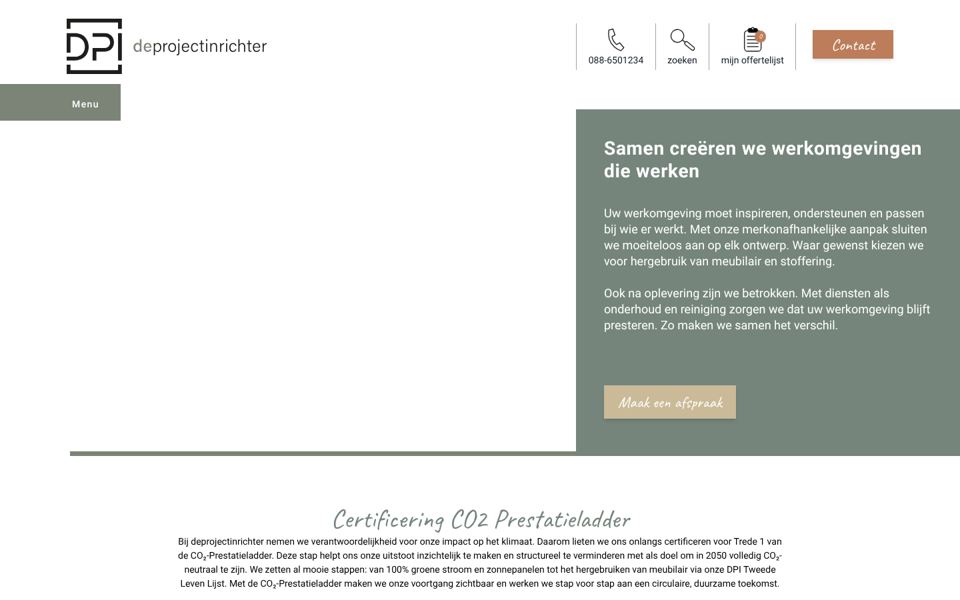 DPI deprojectinrichter
088-6501234
zoeken
0
mijn offertelijst
Contact
Menu
Samen creëren we werkomgevingen
die werken
Uw werkomgeving moet inspireren, ondersteunen en passen
bij wie er werkt. Met onze merkonafhankelijke aanpak sluiten
we moeiteloos aan op elk ontwerp. Waar gewenst kiezen we
voor hergebruik van meubilair en stoffering.
Ook na oplevering zijn we betrokken. Met diensten als
onderhoud en reiniging zorgen we dat uw werkomgeving blijft
presteren. Zo maken we samen het verschil.
Maak een afspraak
Certificering CO2 Prestatieladder
Bij deprojectinrichter nemen we verantwoordelijkheid voor onze impact op het klimaat. Daarom lieten we ons onlangs certificeren voor Trede 1 van
de CO₂-Prestatieladder. Deze stap helpt ons onze uitstoot inzichtelijk te maken en structureel te verminderen met als doel om in 2050 volledig CO₂-
neutraal te zijn. We zetten al mooie stappen: van 100% groene stroom en zonnepanelen tot het hergebruiken van meubilair via onze DPI Tweede
Leven Lijst. Met de CO₂-Prestatieladder maken we onze voortgang zichtbaar en werken we stap voor stap aan een circulaire, duurzame toekomst.